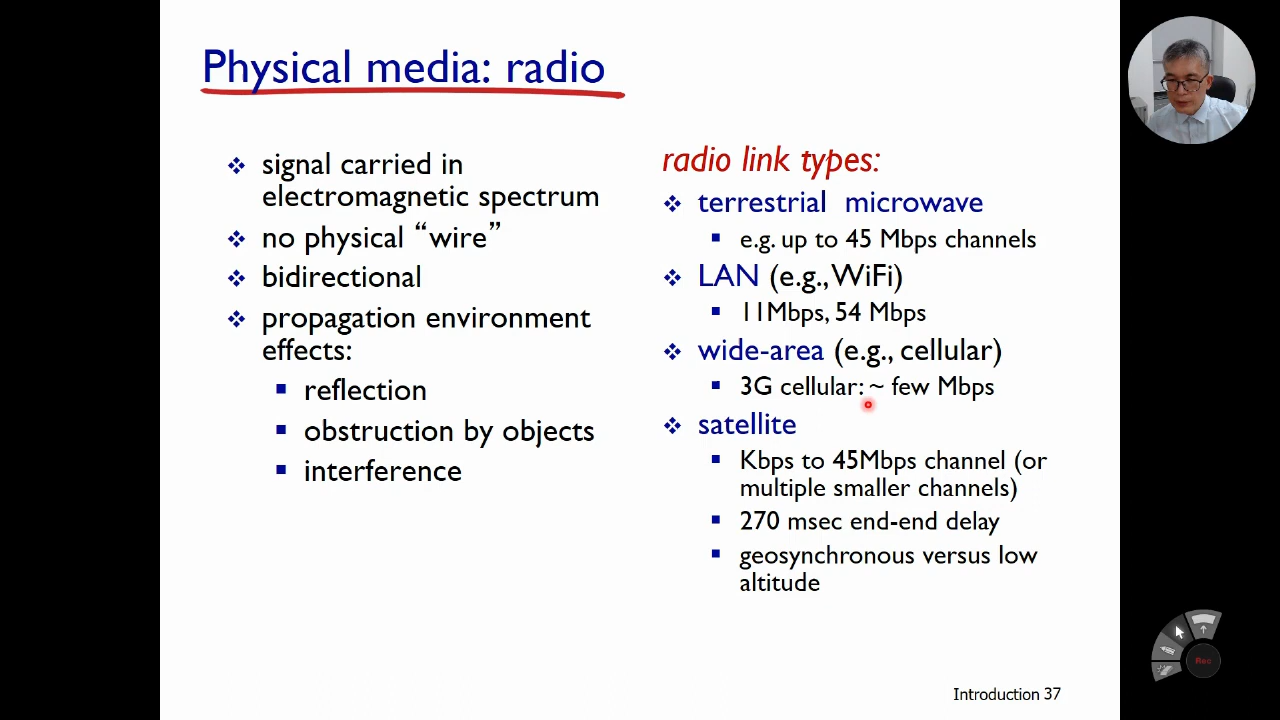 Physical media: radio
signal carried in
electromagnetic spectrum
no physical “wire”
bidirectional
propagation environment
effects:
reflection
obstruction by objects
interference
radio link types:
terrestrial microwave
e.g. up to 45 Mbps channels
LAN (e.g., WiFi)
11Mbps, 54 Mbps
wide-area (e.g., cellular)
3G cellular: ~ few Mbps
satellite
Kbps to 45Mbps channel (or
multiple smaller channels)
270 msec end-end delay
geosynchronous versus low
altitude
Rec
Introduction 37